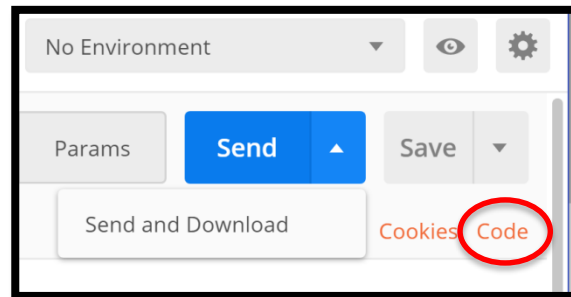 No Environment
Params Send Save
Send and Download Cookies Code